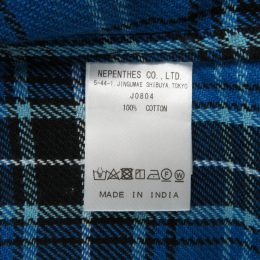 NEPENTHES CO., LTD.
5-44-1, JINGUMAE SHIBUYA, TOKYO
J0804
100% COTTON
MADE IN INDIA